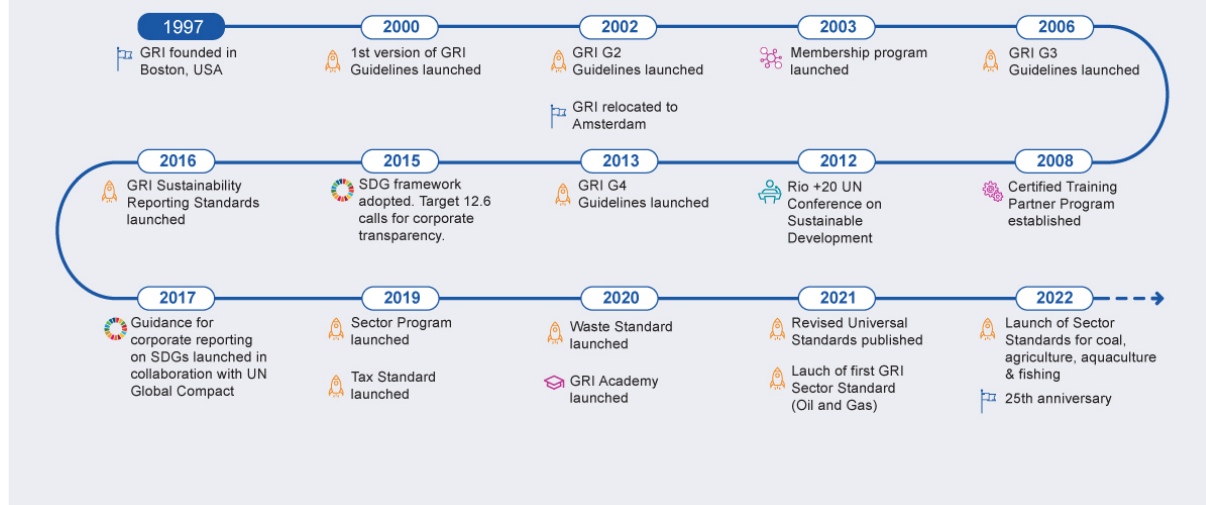 1997
GRI founded in
Boston, USA
2000
1st version of GRI
Guidelines launched
2002
GRI G2
Guidelines launched
GRI relocated to
Amsterdam
2003
Membership program
launched
2006
GRI G3
Guidelines launched
2016
GRI Sustainability
Reporting Standards
launched
2015
SDG framework
adopted. Target 12.6
calls for corporate
transparency.
2013
GRI G4
Guidelines launched
2012
Rio +20 UN
Conference on
Sustainable
Development
2008
Certified Training
Partner Program
established
2017
Guidance for
corporate reporting
on SDGs launched in
collaboration with UN
Global Compact
2019
Sector Program
launched
Tax Standard
launched
2020
Waste Standard
launched
GRI Academy
launched
2021
Revised Universal
Standards published
Lauch of first GRI
Sector Standard
(Oil and Gas)
2022
Launch of Sector
Standards for coal,
agriculture, aquaculture
& fishing
25th anniversary